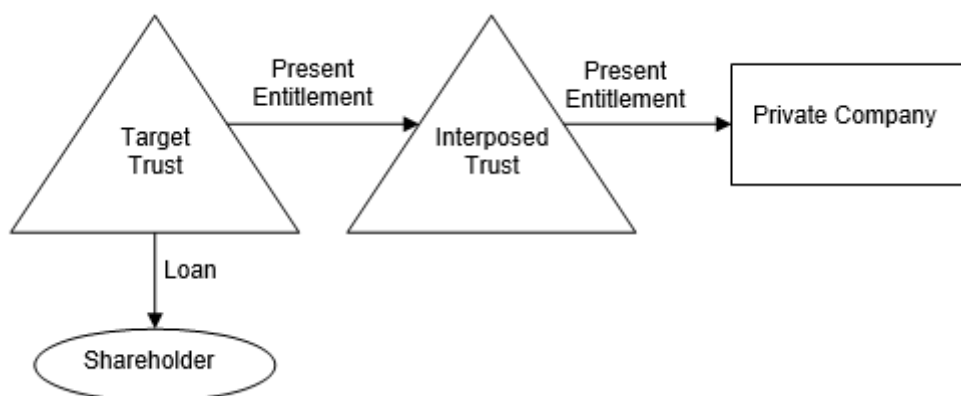 Present
Entitlement
Present
Entitlement
Target
Trust
Interposed
Trust
Private Company
Loan
Shareholder